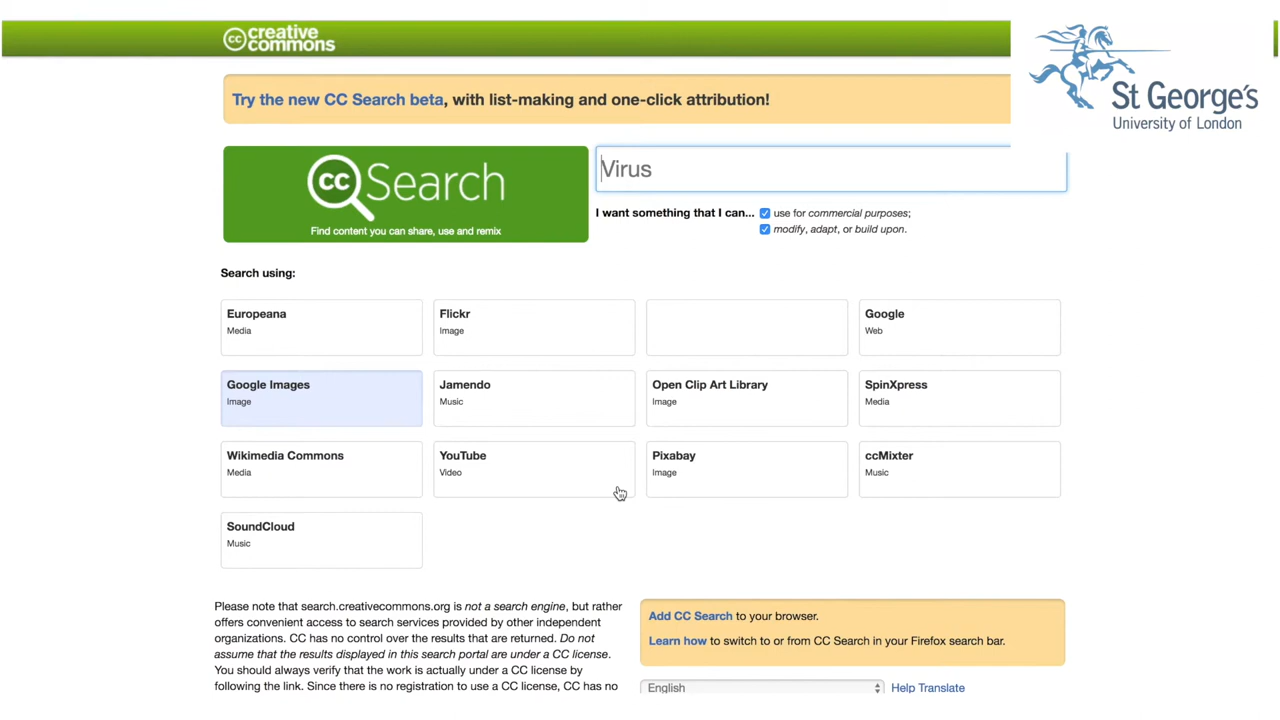 creative commons
Try the new CC Search beta, with list-making and one-click attribution!
St George's
University of London
cc Search
Find content you can share, use and remix
Virus
I want something that I can... use for commercial purposes;
modify, adapt, or build upon.
Search using:
Europeana
Media
Flickr
Image
Google
Web
Google Images
Image
Jamendo
Music
Open Clip Art Library
Image
SpinXpress
Media
Wikimedia Commons
Media
YouTube
Video
Pixabay
Image
ccMixter
Music
SoundCloud
Music
Please note that search.creativecommons.org is not a search engine, but rather
offers convenient access to search services provided by other independent
organizations. CC has no control over the results that are returned. Do not
assume that the results displayed in this search portal are under a CC license.
You should always verify that the work is actually under a CC license by
following the link. Since there is no registration to use a CC license, CC has no
Add CC Search to your browser.
Learn how to switch to or from CC Search in your Firefox search bar.
English
Help Translate